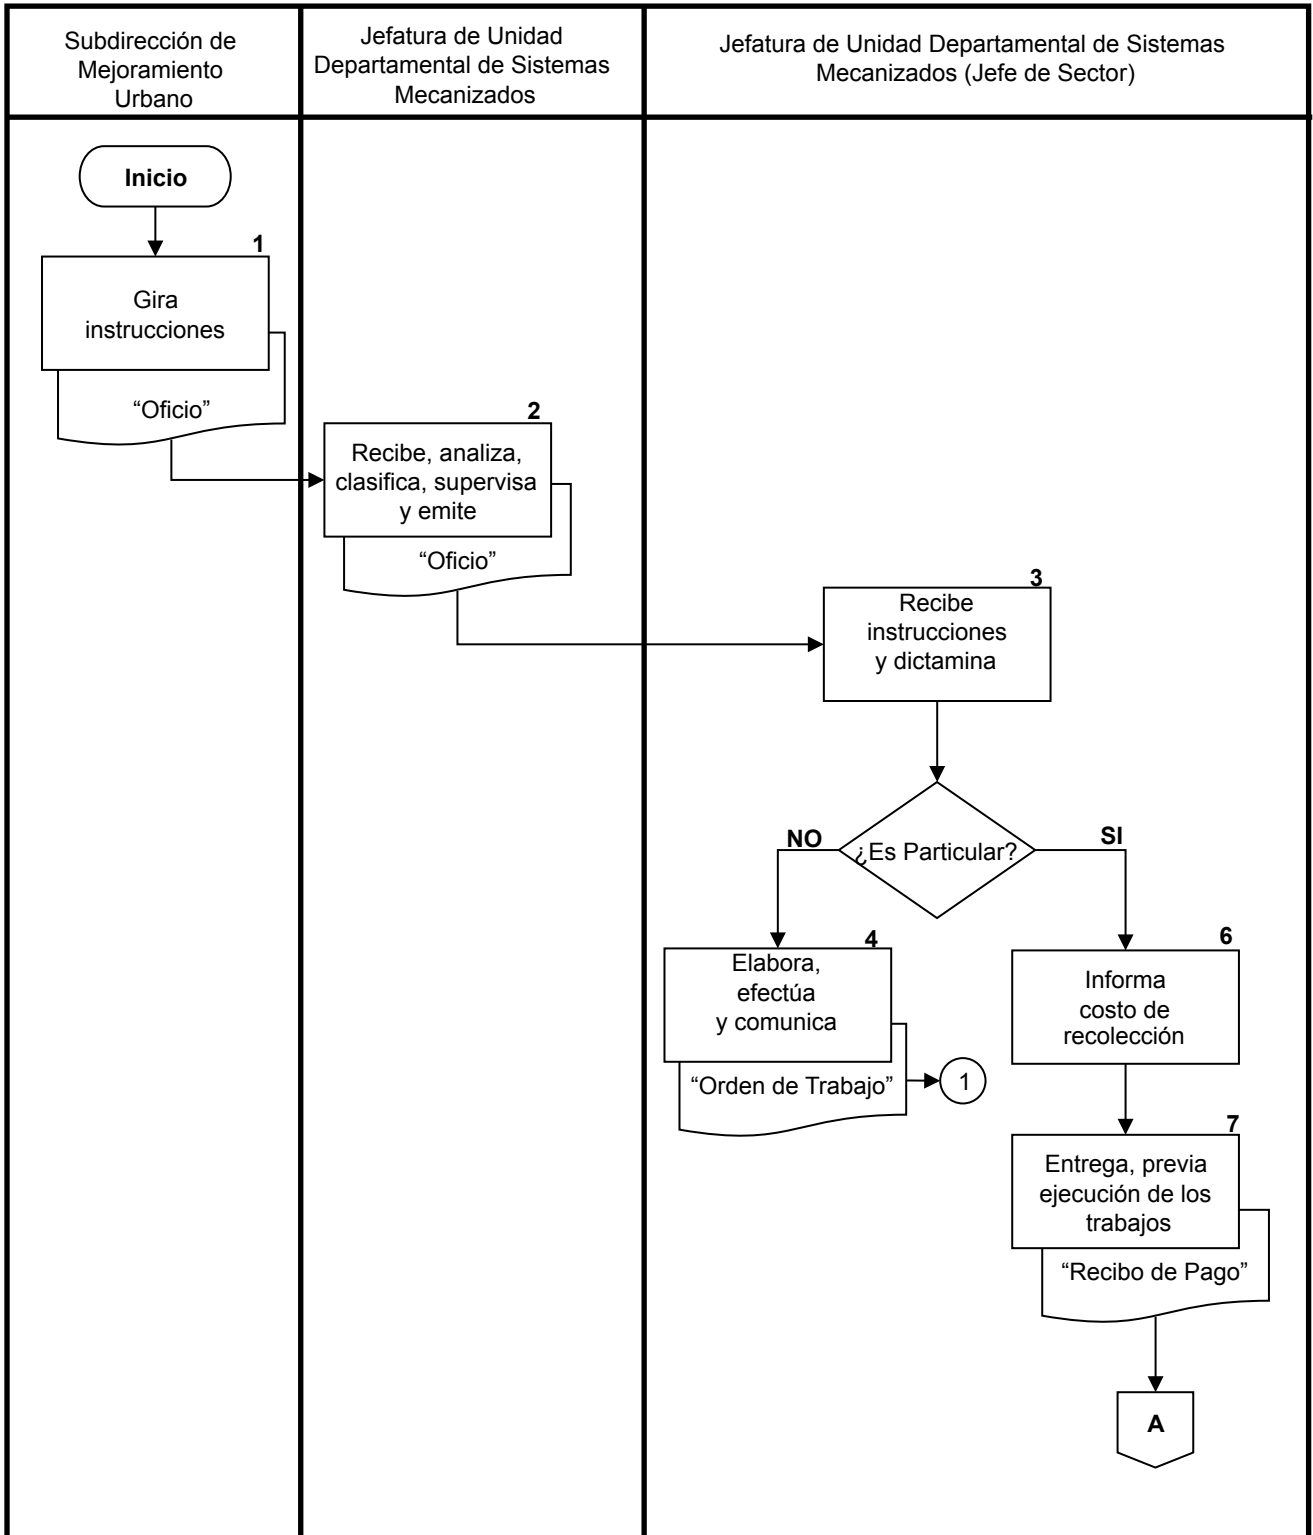 Subdirección de
Mejoramiento
Urbano
Jefatura de Unidad
Departamental de Sistemas
Mecanizados
Jefatura de Unidad Departamental de Sistemas
Mecanizados (Jefe de Sector)
Inicio
1
Gira
instrucciones
“Oficio”
2
Recibe, analiza,
clasifica, supervisa
y emite
“Oficio”
3
Recibe
instrucciones
y dictamina
¿Es Particular?
NO
SI
4
Elabora,
efectúa
y comunica
“Orden de Trabajo”
1
6
Informa
costo de
recolección
7
Entrega, previa
ejecución de los
trabajos
“Recibo de Pago”
A